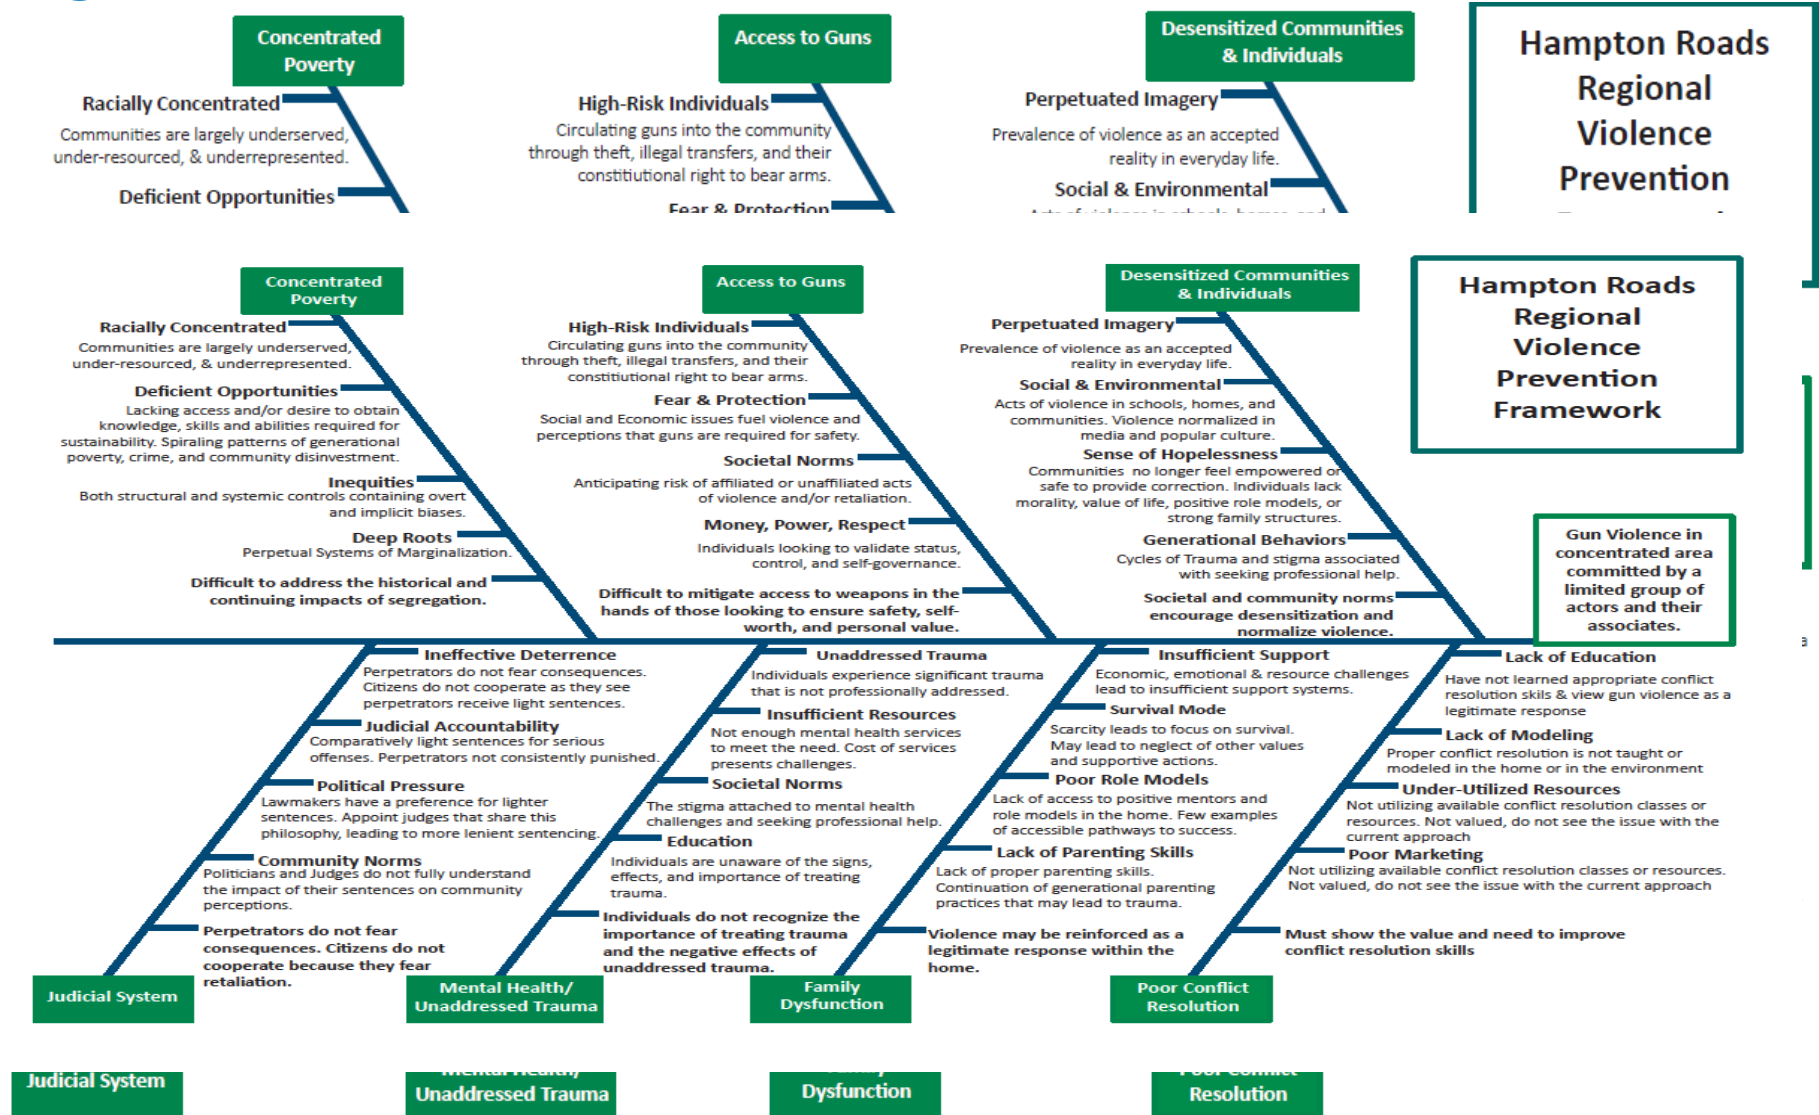 Concentrated
Poverty
Racially Concentrated
Communities are largely underserved,
under-resourced, & underrepresented.
Deficient Opportunities
Access to Guns
High-Risk Individuals
Circulating guns into the community
through theft, illegal transfers, and their
constitiutional right to bear arms.
Fear & Protection
Desensitized Communities
& Individuals
Perpetuated Imagery
Prevalence of violence as an accepted
reality in everyday life.
Social & Environmental
Acts of violence in schools, homes, and
Hampton Roads
Regional
Violence
Prevention
Concentrated
Poverty
Racially Concentrated
Communities are largely underserved,
under-resourced, & underrepresented.
Deficient Opportunities
Lacking access and/or desire to obtain
knowledge, skills and abilities required for
sustainability. Spiraling patterns of generational
poverty, crime, and community disinvestment.
Inequities
Both structural and systemic controls containing overt
and implicit biases.
Deep Roots
Perpetual Systems of Marginalization.
Difficult to address the historical and
continuing impacts of segregation.
Access to Guns
High-Risk Individuals
Circulating guns into the community
through theft, illegal transfers, and their
constitiutional right to bear arms.
Fear & Protection
Social and Economic issues fuel violence and
perceptions that guns are required for safety.
Societal Norms
Anticipating risk of affiliated or unaffiliated acts
of violence and/or retaliation.
Money, Power, Respect
Individuals looking to validate status,
control, and self-governance.
Difficult to mitigate access to weapons in the
hands of those looking to ensure safety, self-
worth, and personal value.
Desensitized Communities
& Individuals
Perpetuated Imagery
Prevalence of violence as an accepted
reality in everyday life.
Social & Environmental
Acts of violence in schools, homes, and
communities. Violence normalized in
media and popular culture.
Sense of Hopelessness
Communities no longer feel empowered or
safe to provide correction. Individuals lack
morality, value of life, positive role models, or
strong family structures.
Generational Behaviors
Cycles of Trauma and stigma associated
with seeking professional help.
Societal and community norms
encourage desensitization and
normalize violence.
Hampton Roads
Regional
Violence
Prevention
Framework
Gun Violence in
concentrated area
committed by a
limited group of
actors and their
associates.
Ineffective Deterrence
Perpetrators do not fear consequences.
Citizens do not cooperate as they see
perpetrators receive light sentences.
Judicial Accountability
Comparatively light sentences for serious
offenses. Perpetrators not consistently punished.
Political Pressure
Lawmakers have a preference for lighter
sentences. Appoint judges that share this
philosophy, leading to more lenient sentencing.
Community Norms
Politicians and Judges do not fully understand
the impact of their sentences on community
perceptions.
Perpetrators do not fear
consequences. Citizens do not
cooperate because they fear
retaliation.
Judicial System
Unaddressed Trauma
Individuals experience significant trauma
that is not professionally addressed.
Insufficient Resources
Not enough mental health services
to meet the need. Cost of services
presents challenges.
Societal Norms
The stigma attached to mental health
challenges and seeking professional help.
Education
Individuals are unaware of the signs,
effects, and importance of treating
trauma.
Individuals do not recognize the
importance of treating trauma
and the negative effects of
unaddressed trauma.
Mental Health/
Unaddressed Trauma
Insufficient Support
Economic, emotional & resource challenges
lead to insufficient support systems.
Survival Mode
Scarcity leads to focus on survival.
May lead to neglect of other values
and supportive actions.
Poor Role Models
Lack of access to positive mentors and
role models in the home. Few examples
of accessible pathways to success.
Lack of Parenting Skills
Lack of proper parenting skills.
Continuation of generational parenting
practices that may lead to trauma.
Violence may be reinforced as a
legitimate response within the
home.
Family
Dysfunction
Lack of Education
Have not learned appropriate conflict
resolution skils & view gun violence as a
legitimate response
Lack of Modeling
Proper conflict resolution is not taught or
modeled in the home or in the environment
Under-Utilized Resources
Not utilizing available conflict resolution classes or
resources. Not valued, do not see the issue with the
current approach
Poor Marketing
Not utilizing available conflict resolution classes or resources.
Not valued, do not see the issue with the current approach
Must show the value and need to improve
conflict resolution skills
Poor Conflict
Resolution
Judicial System
Mental Health/
Unaddressed Trauma
Dysfunction
Poor Conflict
Resolution